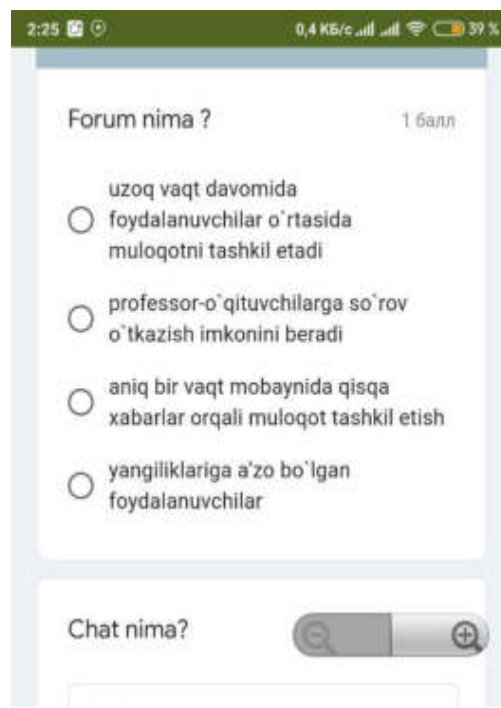 2:25 0,4 КБ/с 39 %
Forum nima ? 1 балл
uzoq vaqt davomida
foydalanuvchilar o`rtasida
muloqotni tashkil etadi
professor-o`qituvchilarga so`rov
o`tkazish imkonini beradi
aniq bir vaqt mobaynida qisqa
xabarlar orqali muloqot tashkil etish
yangiliklariga a'zo bo`lgan
foydalanuvchilar
Chat nima?